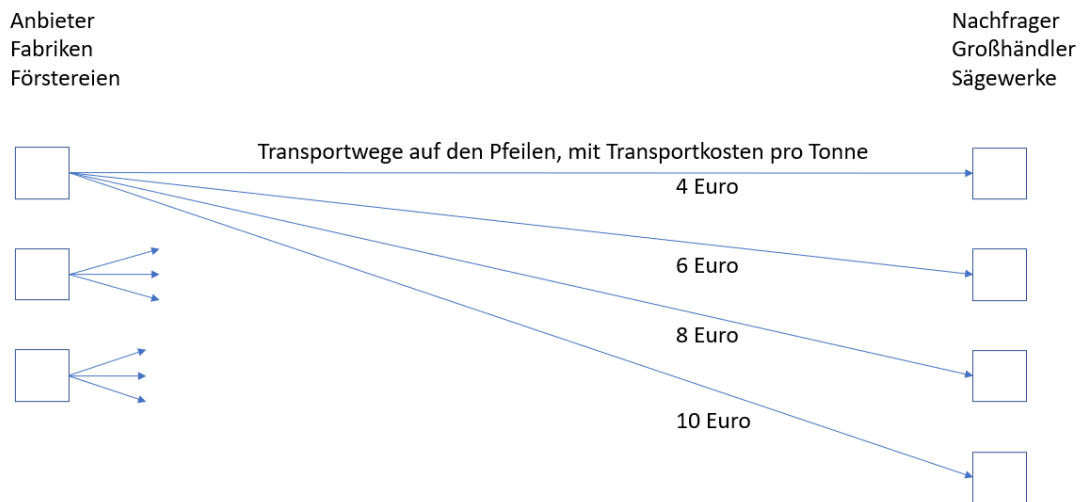 Anbieter
Fabriken
Förstereien
Nachfrager
Großhändler
Sägewerke
Transportwege auf den Pfeilen, mit Transportkosten pro Tonne
4 Euro
6 Euro
8 Euro
10 Euro